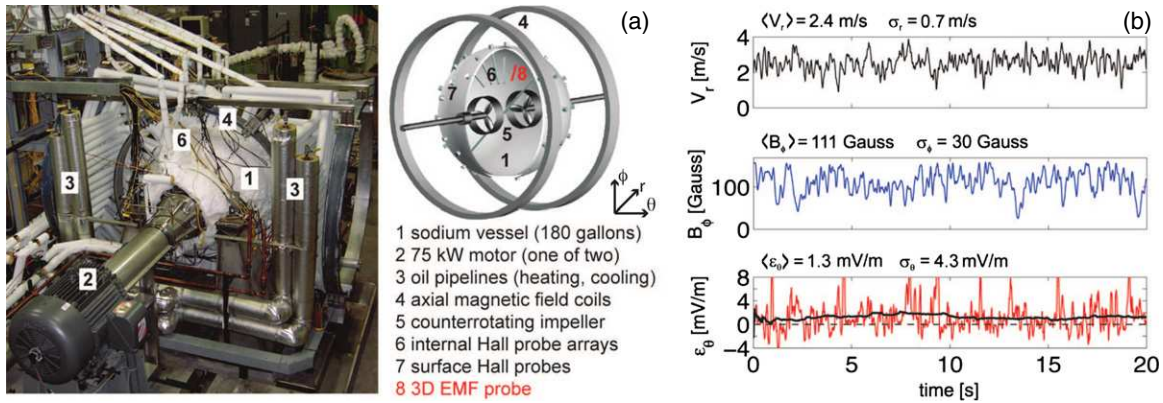 3
6
4
1
3
2
(a)
4
6
/8
7
5
1
ϕ
r
θ
1 sodium vessel (180 gallons)
2 75 kW motor (one of two)
3 oil pipelines (heating, cooling)
4 axial magnetic field coils
5 counterrotating impeller
6 internal Hall probe arrays
7 surface Hall probes
8 3D EMF probe
(b)
⟨V_r⟩ = 2.4 m/s σ_r = 0.7 m/s
V_r [m/s]
4
2
0
⟨B_ϕ⟩ = 111 Gauss σ_ϕ = 30 Gauss
B_ϕ [Gauss]
100
0
⟨ε_θ⟩ = 1.3 mV/m σ_θ = 4.3 mV/m
ε_θ [mV/m]
8
4
0
−4
0 5 10 15 20
time [s]